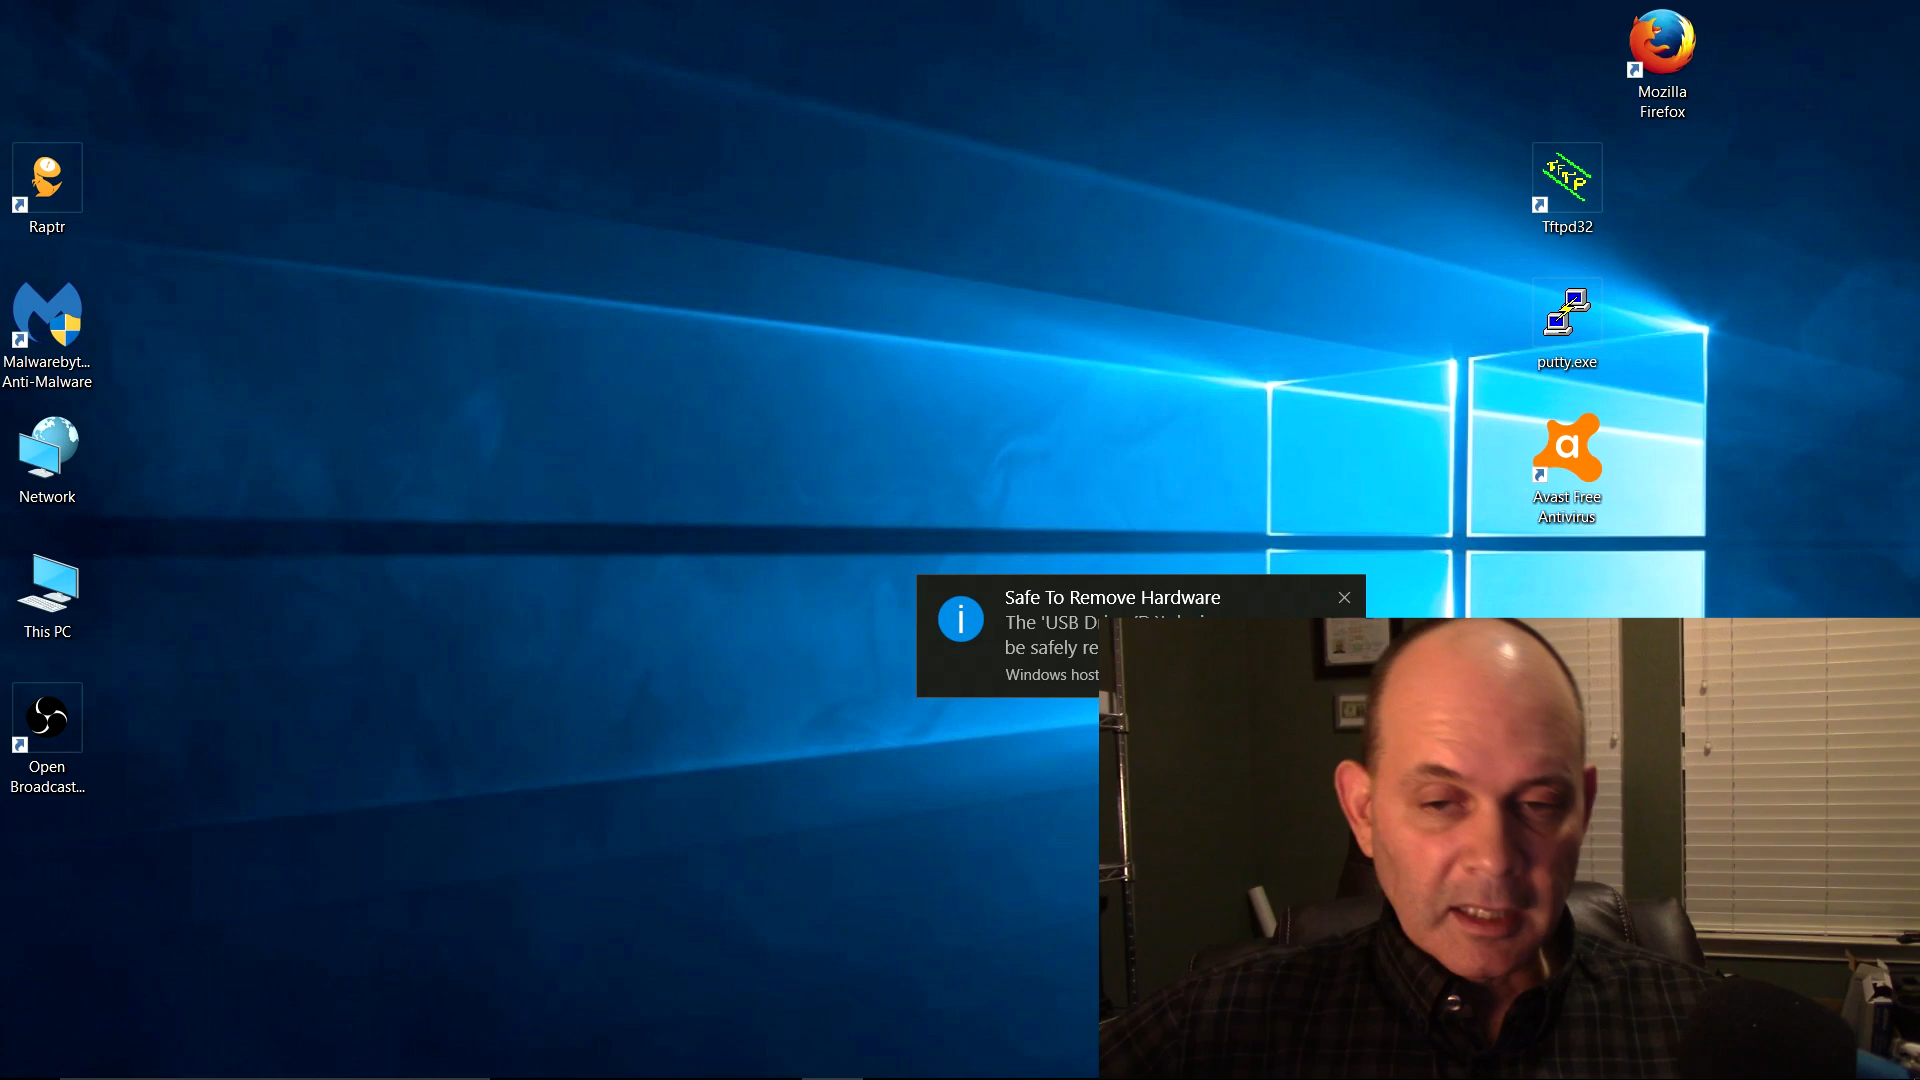 Mozilla
Firefox
Raptr
Tftpd32
Malwarebyt...
Anti-Malware
putty.exe
Network
Avast Free
Antivirus
Safe To Remove Hardware
The 'USB
be safely
Windows host
This PC
Open
Broadcast...